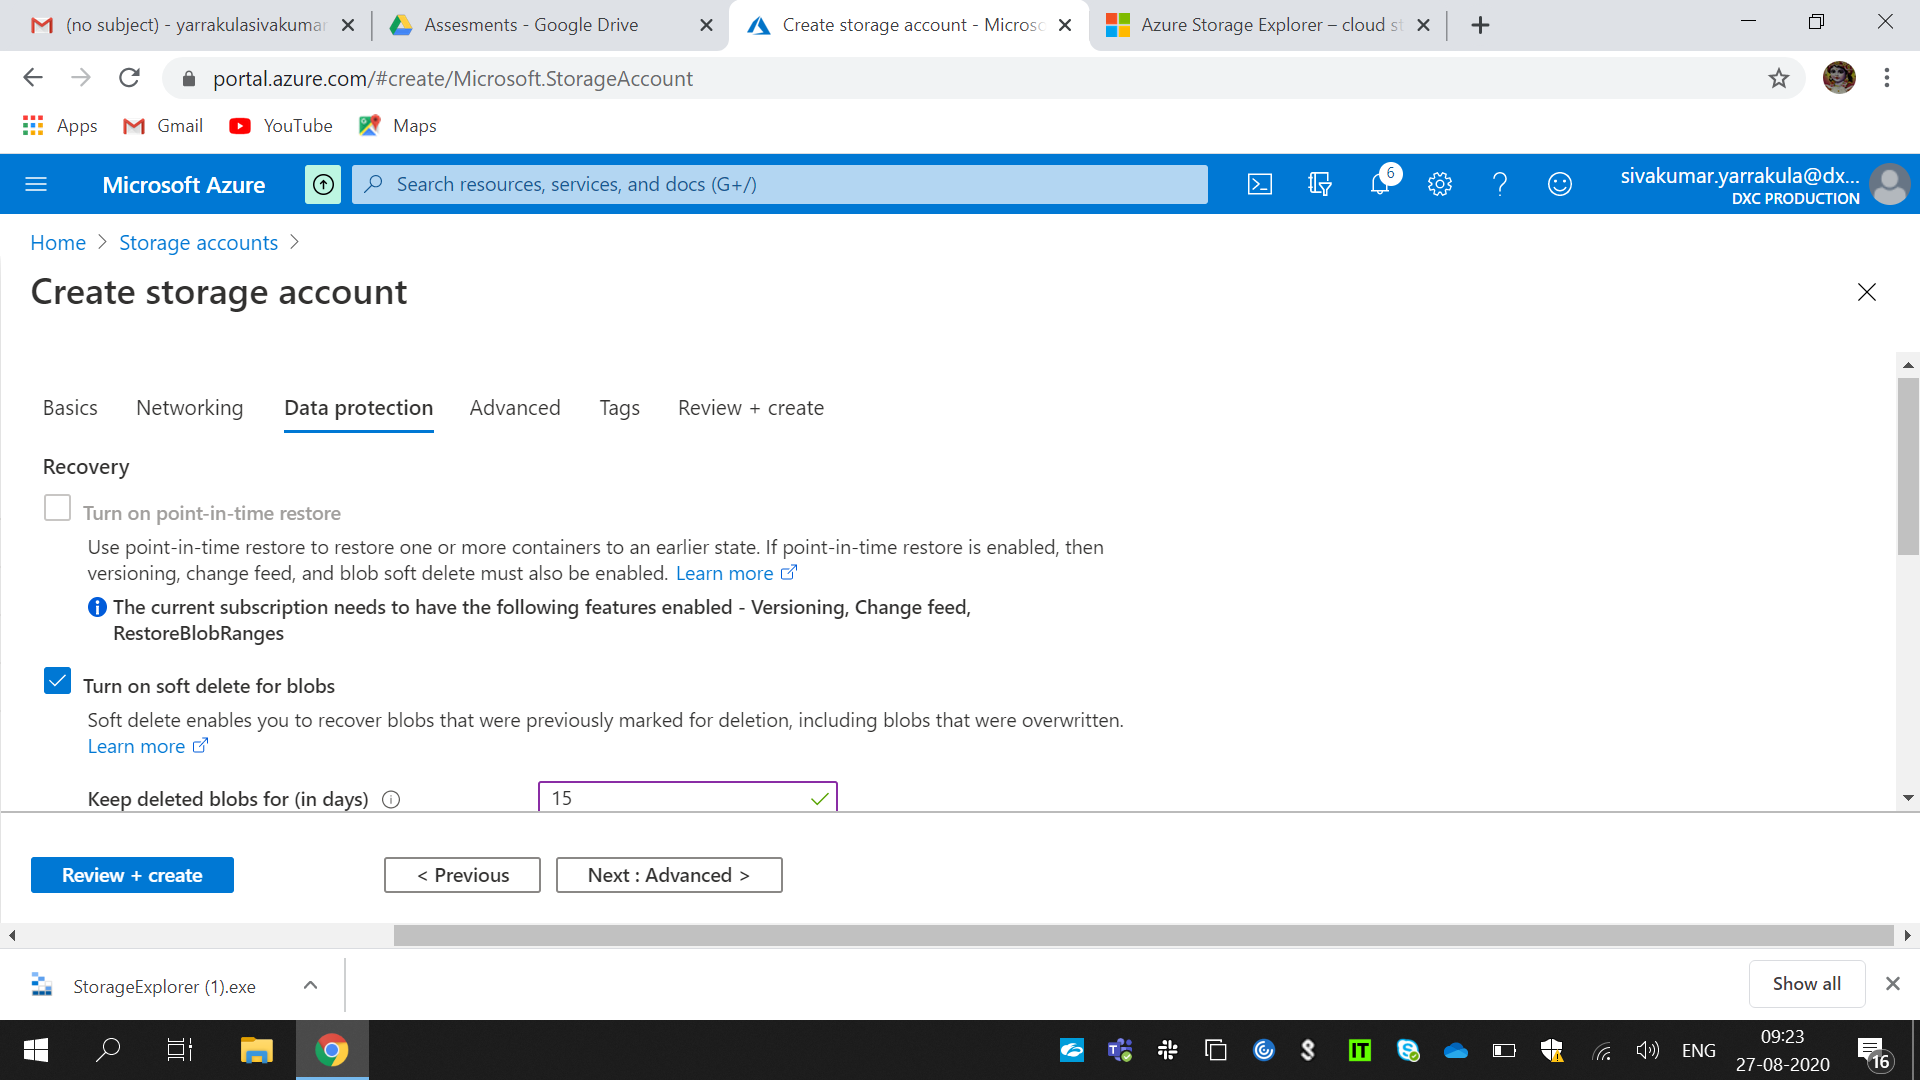 (no subject) - yarrakulasivakumar
Assesments - Google Drive
Create storage account - Microso
Azure Storage Explorer – cloud st
portal.azure.com/#create/Microsoft.StorageAccount
Apps
Gmail
YouTube
Maps
Microsoft Azure
Search resources, services, and docs (G+/)
6
sivakumar.yarrakula@dx...
DXC PRODUCTION
Home
Storage accounts
Create storage account
Basics
Networking
Data protection
Advanced
Tags
Review + create
Recovery
Turn on point-in-time restore
Use point-in-time restore to restore one or more containers to an earlier state. If point-in-time restore is enabled, then
versioning, change feed, and blob soft delete must also be enabled. Learn more
The current subscription needs to have the following features enabled - Versioning, Change feed,
RestoreBlobRanges
Turn on soft delete for blobs
Soft delete enables you to recover blobs that were previously marked for deletion, including blobs that were overwritten.
Learn more
Keep deleted blobs for (in days)
15
Review + create
< Previous
Next : Advanced >
StorageExplorer (1).exe
Show all
IT
ENG
09:23
27-08-2020
16